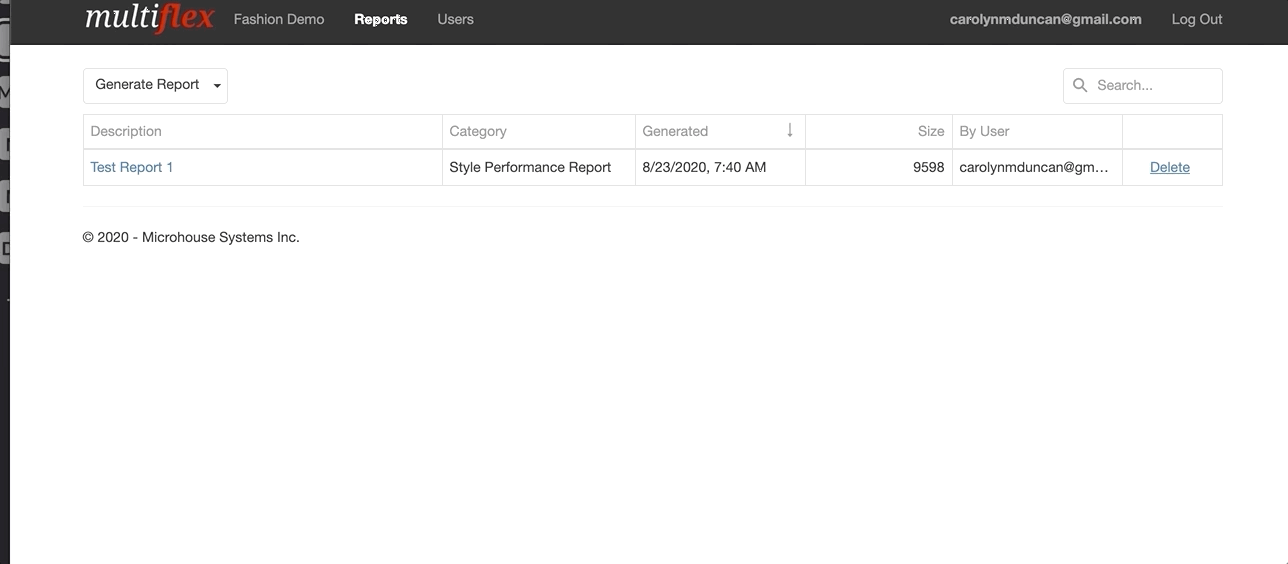 multiflex Fashion Demo Reports Users carolynmduncan@gmail.com Log Out
Generate Report Search...
Description Category Generated ↓ Size By User
Test Report 1 Style Performance Report 8/23/2020, 7:40 AM 9598 carolynmduncan@gm... Delete
© 2020 - Microhouse Systems Inc.